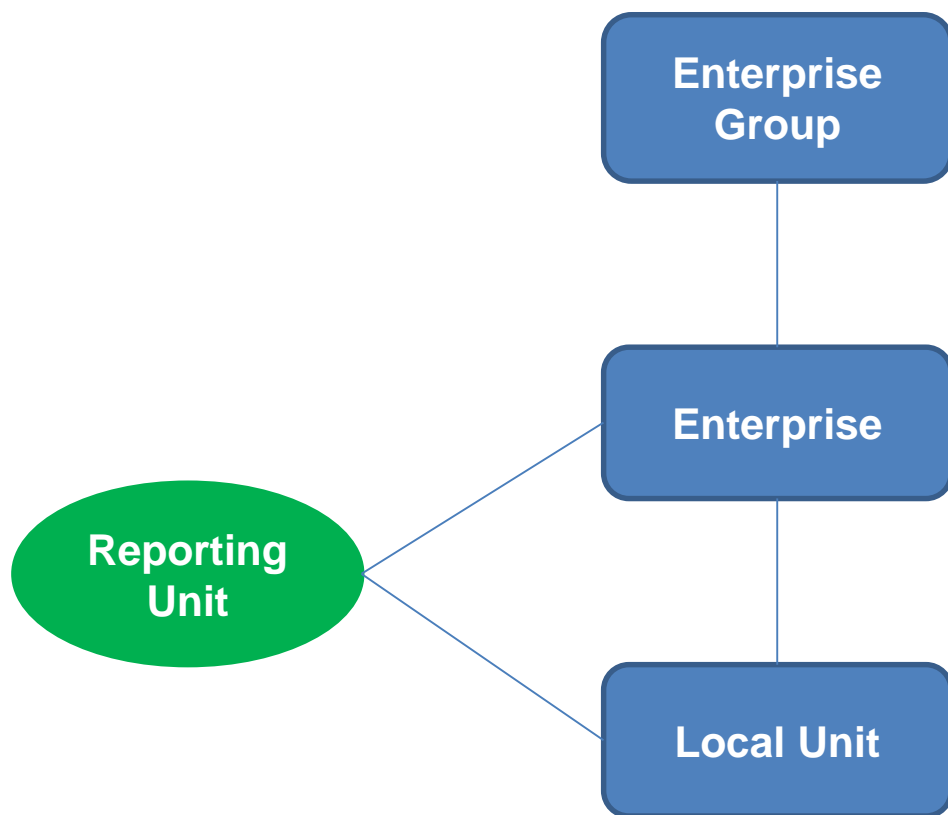 Enterprise
Group
Enterprise
Reporting
Unit
Local Unit